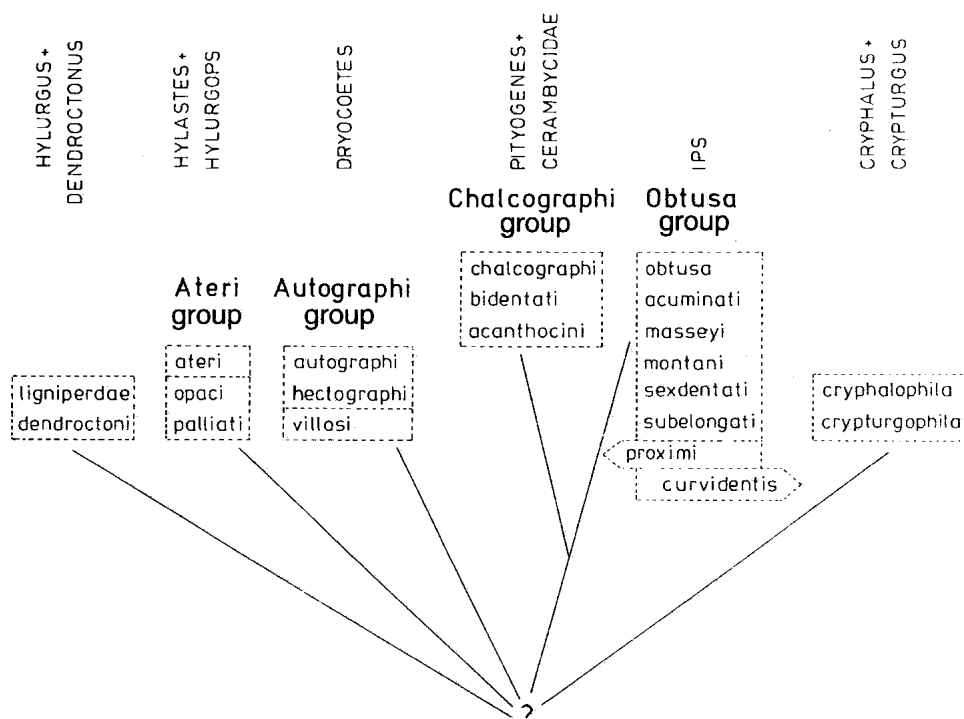 HYLURGUS +
DENDROCTONUS
HYLASTES +
HYLURGOPS
DRYOCOETES
PITYOGENES +
CERAMBYCIDAE
IPS
CRYPHALUS +
CRYPTURGUS
Chalcographi
group
Obtusa
group
chalcographi
bidentati
acanthocini
obtusa
acuminati
masseyi
montani
sexdentati
subelongati
proximi
curvidentis
Ateri
group
Autographi
group
ateri
opaci
palliati
autographi
hectographi
villosi
ligniperdae
dendroctoni
cryphalophila
crypturgophila
?